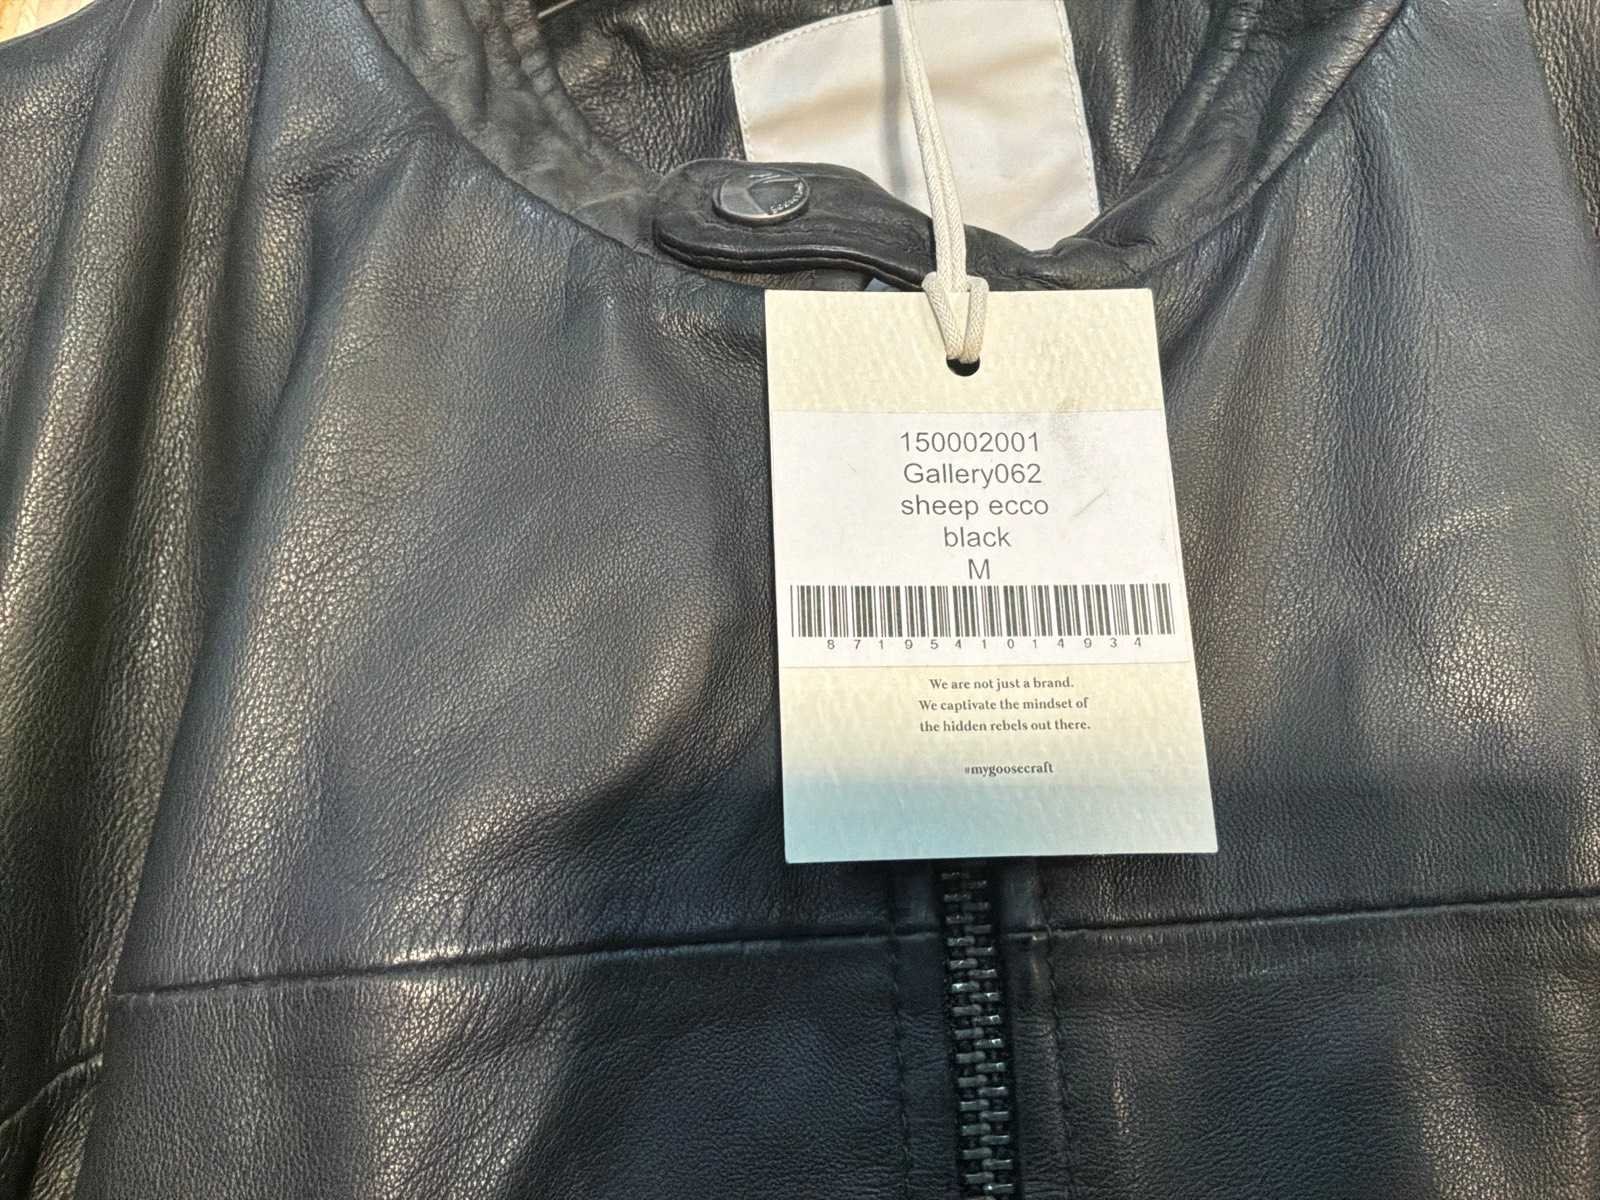 150002001
Gallery062
sheep ecco
black
M
8719541014934
We are not just a brand.
We captivate the mindset of
the hidden rebels out there.
#mygoosecraft